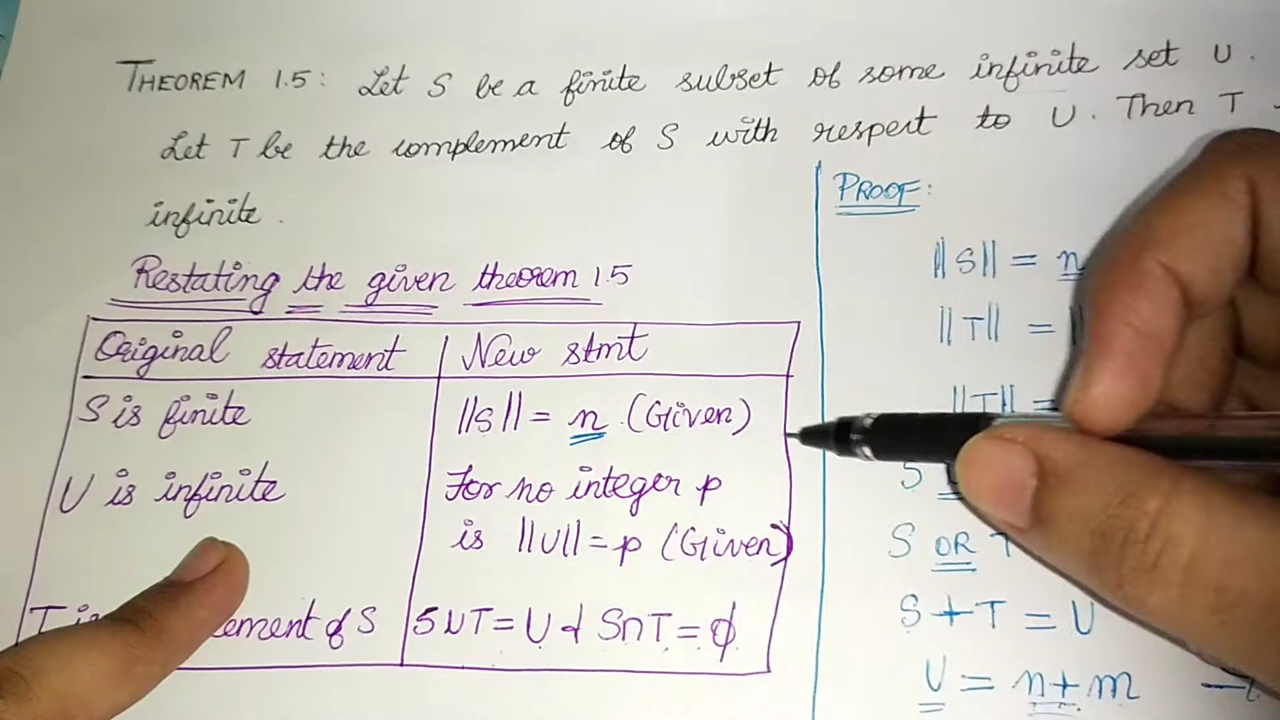 THEOREM 1.5: Let S be a finite subset of some infinite set U.
Let T be the complement of S with respect to U. Then T
infinite.
Restating the given theorem 1.5
Original statement | New stmt
S is finite | ||S|| = n (Given)
U is infinite | For no integer p
is ||U|| = p (Given)
of S | SUT = U & S∩T = ϕ
PROOF:
||S|| = n
||T|| =
||T|| =
S
S OR T
S + T = U
U = n+m